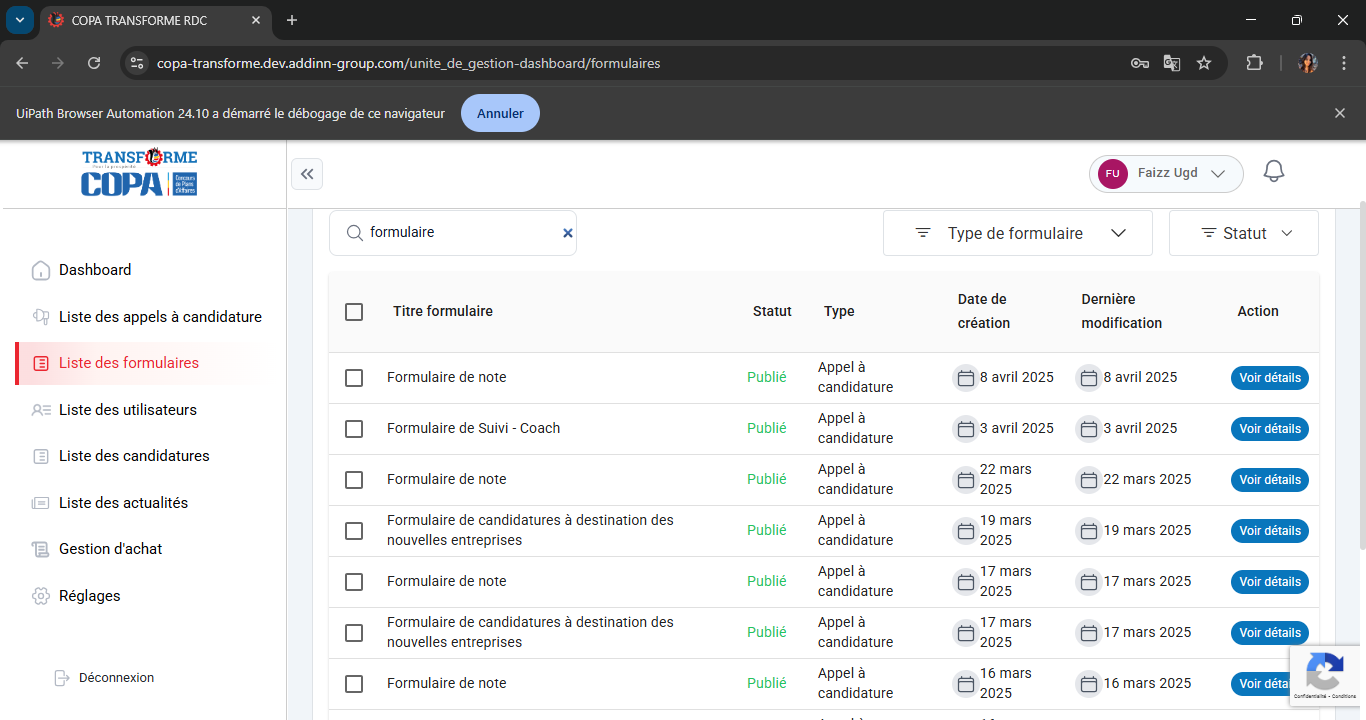 COPA TRANSFORME RDC
copa-transforme.dev.addinn-group.com/unite_de_gestion-dashboard/formulaires
UiPath Browser Automation 24.10 a démarré le débogage de ce navigateur
Annuler
TRANSFORME
Pour la prospérité
COPA
Concours
de Plans
d'Affaires
FU
Faizz Ugd
formulaire
Type de formulaire
Statut
Dashboard
Liste des appels à candidature
Liste des formulaires
Liste des utilisateurs
Liste des candidatures
Liste des actualités
Gestion d'achat
Réglages
Déconnexion
Titre formulaire
Statut
Type
Date de
création
Dernière
modification
Action
Formulaire de note
Publié
Appel à
candidature
8 avril 2025
8 avril 2025
Voir détails
Formulaire de Suivi - Coach
Publié
Appel à
candidature
3 avril 2025
3 avril 2025
Voir détails
Formulaire de note
Publié
Appel à
candidature
22 mars
2025
22 mars 2025
Voir détails
Formulaire de candidatures à destination des
nouvelles entreprises
Publié
Appel à
candidature
19 mars
2025
19 mars 2025
Voir détails
Formulaire de note
Publié
Appel à
candidature
17 mars
2025
17 mars 2025
Voir détails
Formulaire de candidatures à destination des
nouvelles entreprises
Publié
Appel à
candidature
17 mars
2025
17 mars 2025
Voir détails
Formulaire de note
Publié
Appel à
candidature
16 mars
2025
16 mars 2025
Voir déta
Confidentialité - Conditions